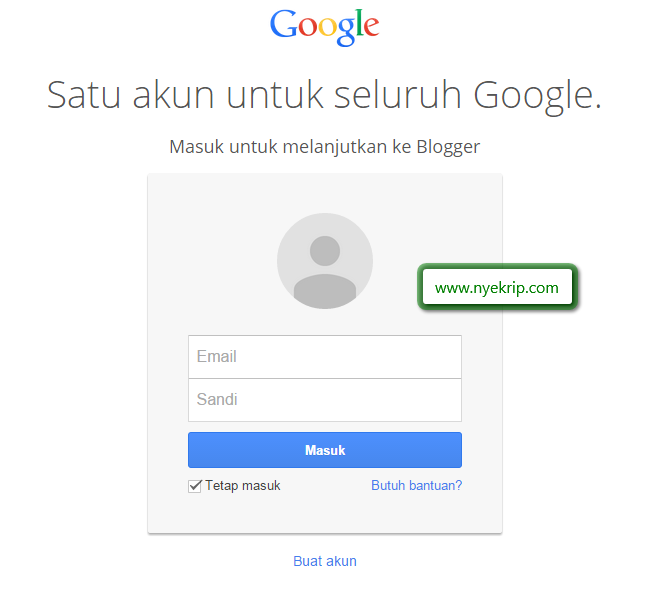 Google
Satu akun untuk seluruh Google.
Masuk untuk melanjutkan ke Blogger
www.nyekrip.com
Email
Sandi
Masuk
Tetap masuk
Butuh bantuan?
Buat akun